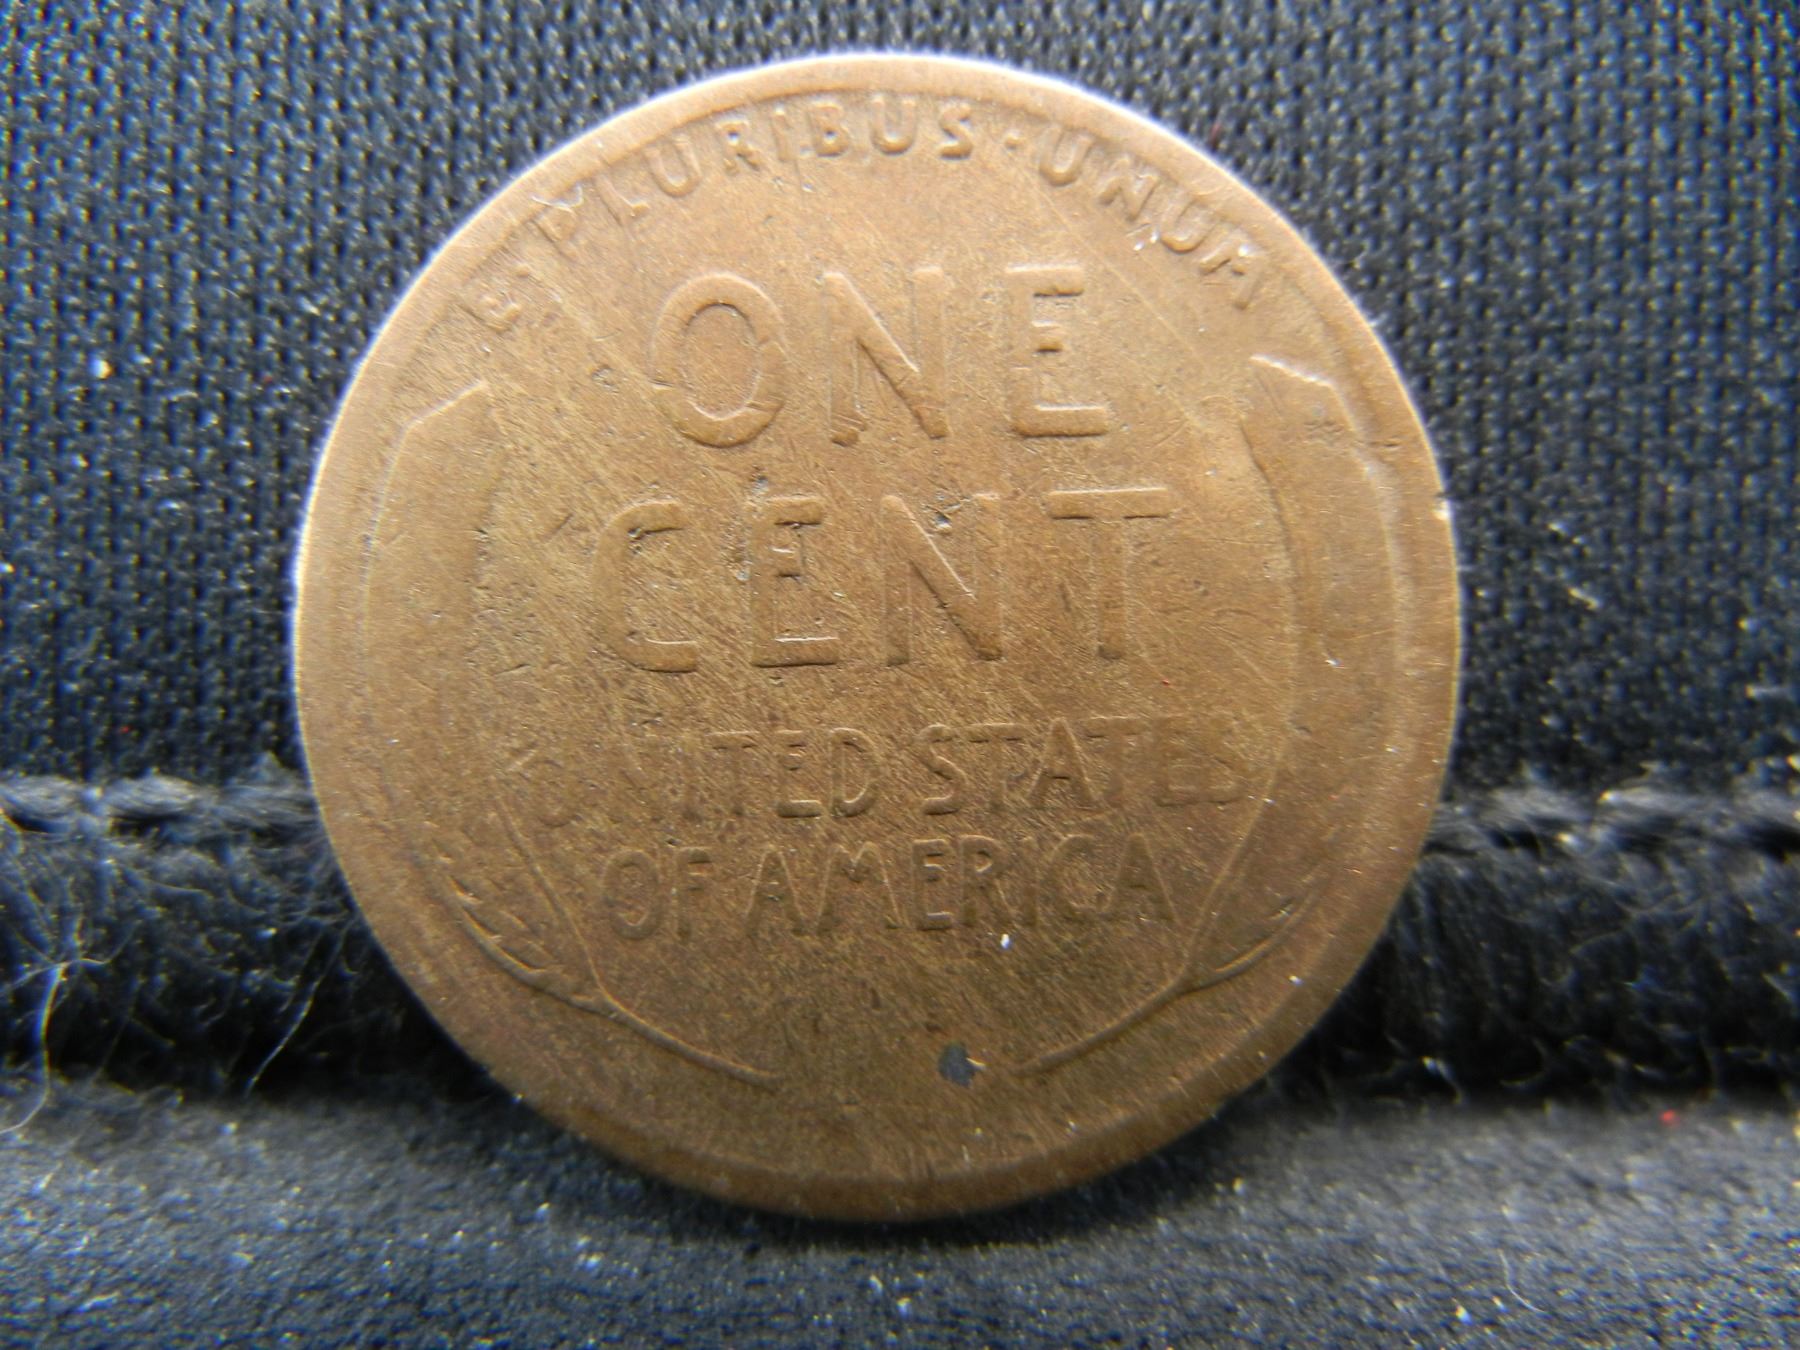 E PLURIBUS · UNUM
ONE
CENT
UNITED STATES
OF AMERICA